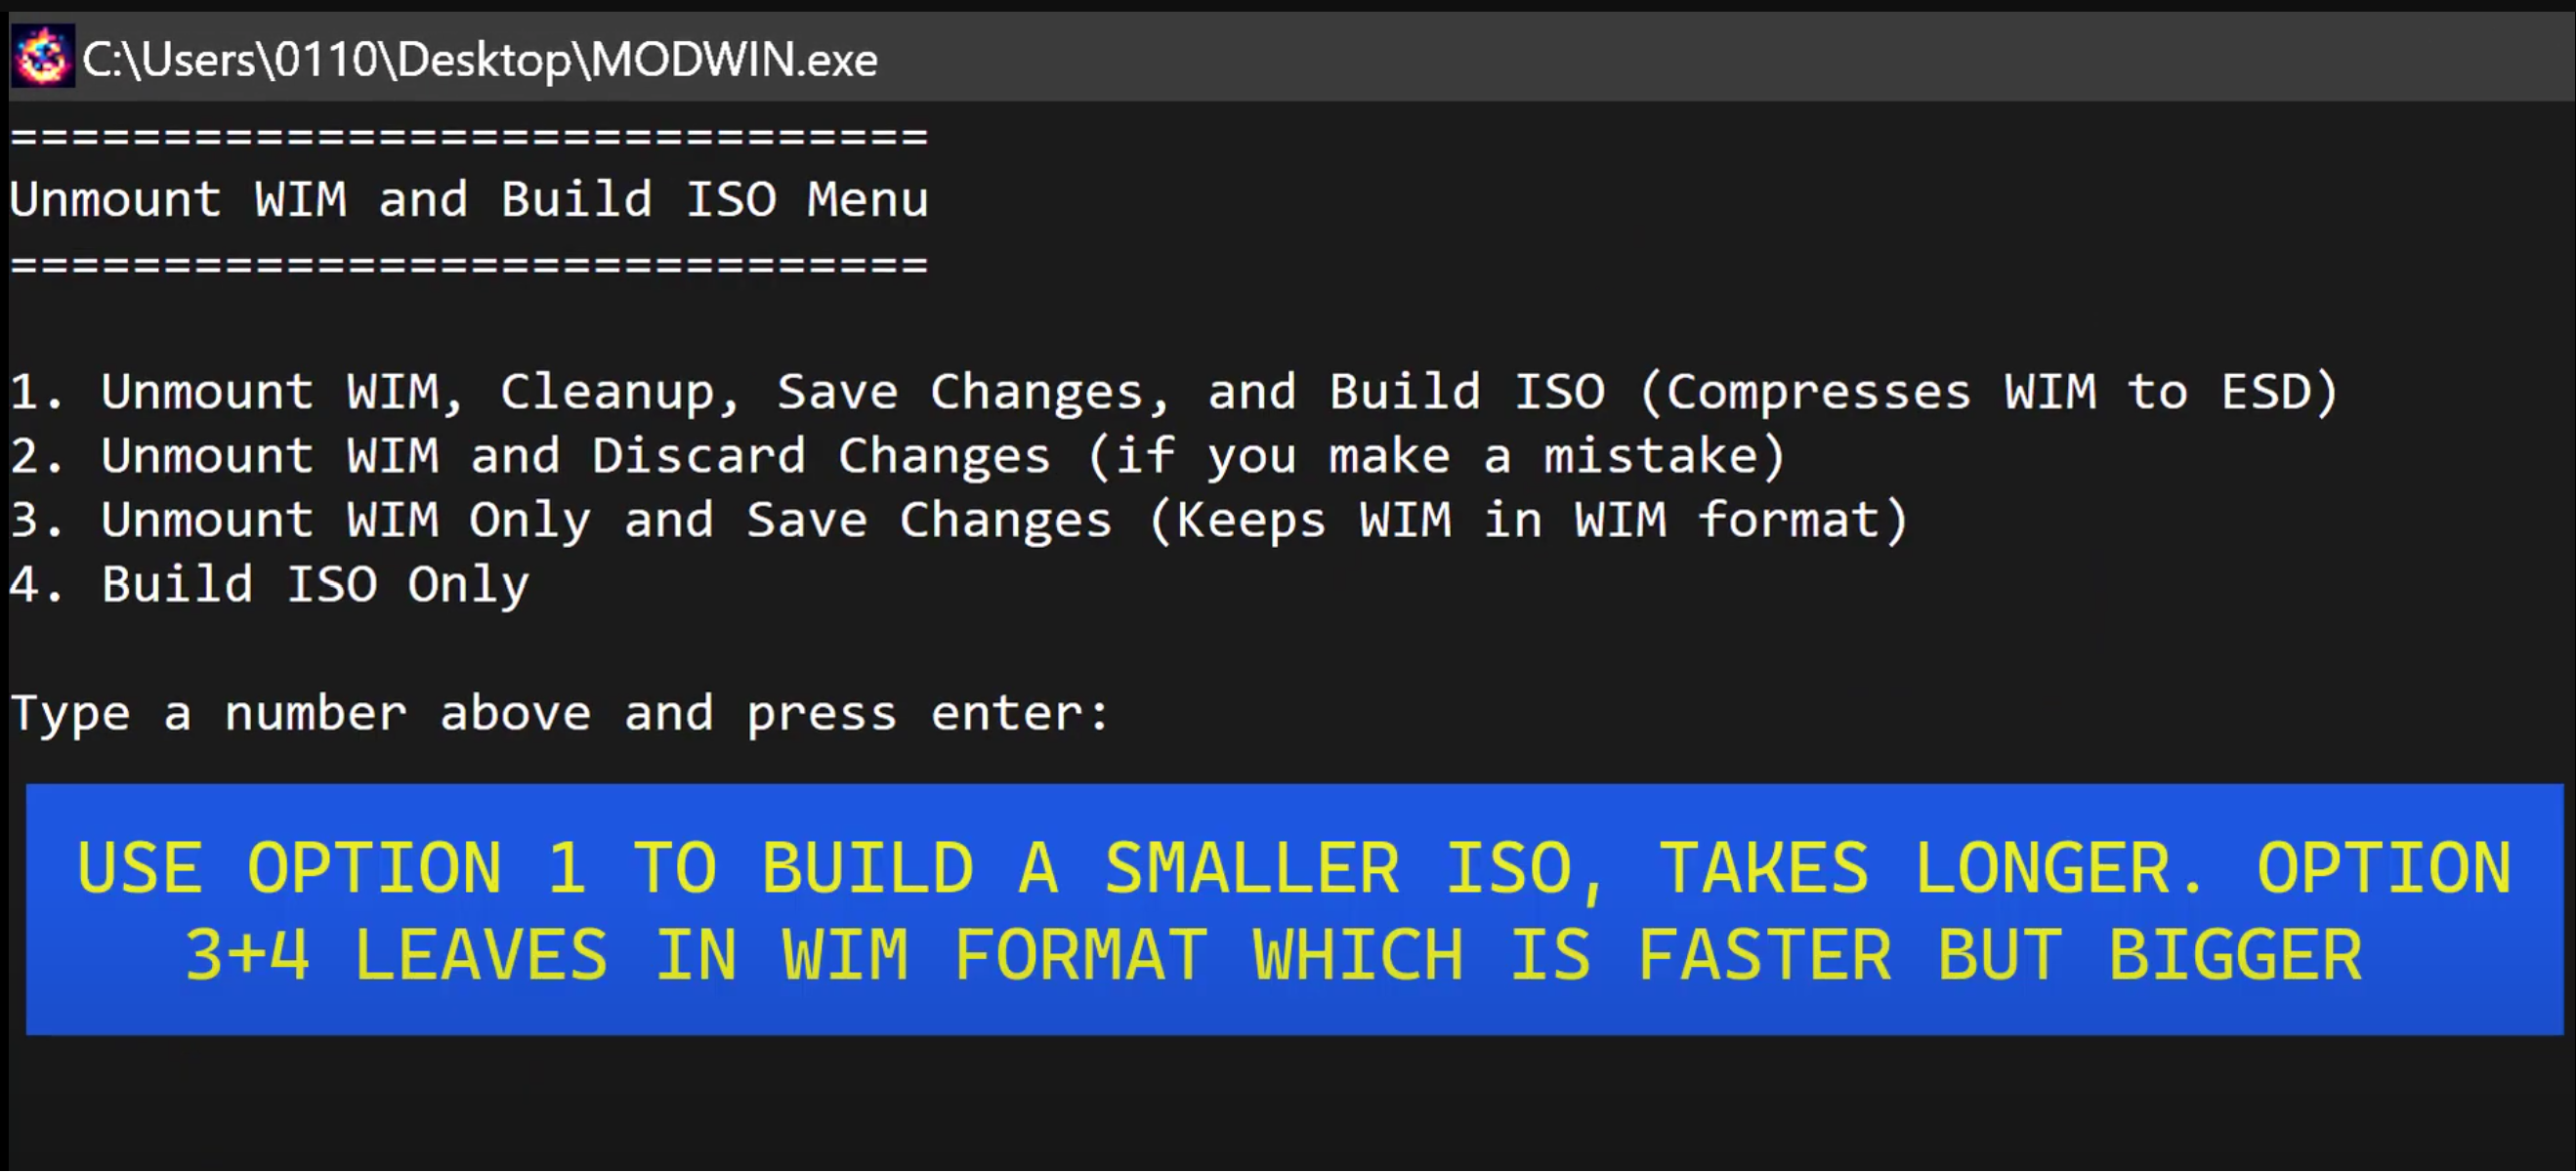 C:\Users\0110\Desktop\MODWIN.exe
==============================
Unmount WIM and Build ISO Menu
==============================
1. Unmount WIM, Cleanup, Save Changes, and Build ISO (Compresses WIM to ESD)
2. Unmount WIM and Discard Changes (if you make a mistake)
3. Unmount WIM Only and Save Changes (Keeps WIM in WIM format)
4. Build ISO Only
Type a number above and press enter:
USE OPTION 1 TO BUILD A SMALLER ISO, TAKES LONGER. OPTION
3+4 LEAVES IN WIM FORMAT WHICH IS FASTER BUT BIGGER